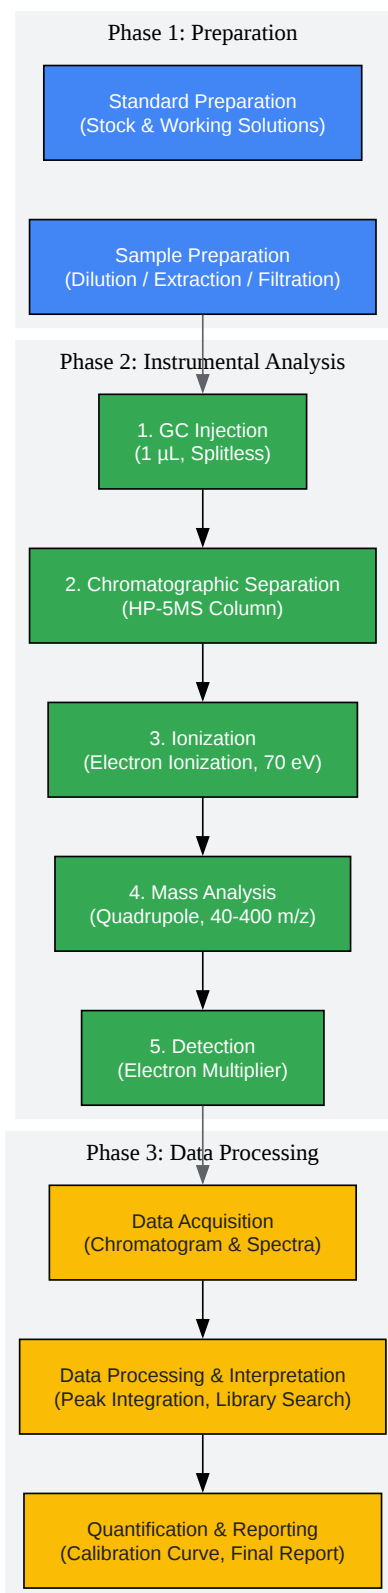 Phase 1: Preparation
Standard Preparation
(Stock & Working Solutions)
Sample Preparation
(Dilution / Extraction / Filtration)
Phase 2: Instrumental Analysis
1. GC Injection
(1 µL, Splitless)
2. Chromatographic Separation
(HP-5MS Column)
3. Ionization
(Electron Ionization, 70 eV)
4. Mass Analysis
(Quadrupole, 40-400 m/z)
5. Detection
(Electron Multiplier)
Phase 3: Data Processing
Data Acquisition
(Chromatogram & Spectra)
Data Processing & Interpretation
(Peak Integration, Library Search)
Quantification & Reporting
(Calibration Curve, Final Report)